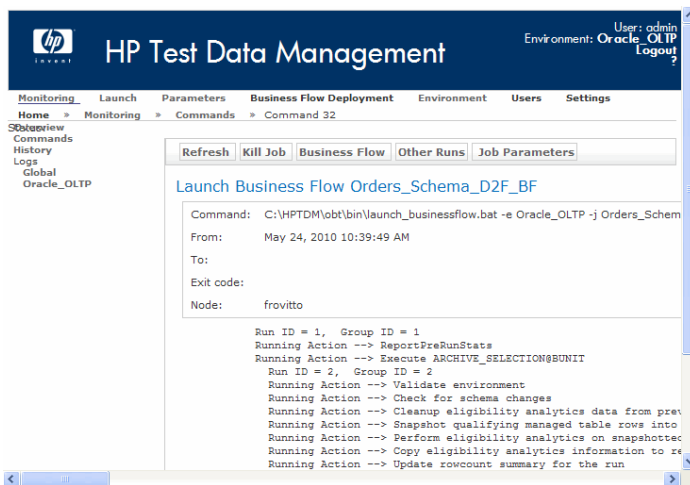 User: admin
Environment: Oracle_OLTP
Logout
?
hp
invent
HP Test Data Management
Monitoring Launch Parameters Business Flow Deployment Environment Users Settings
Home » Monitoring » Commands » Command 32
Overview
Commands
History
Logs
Global
Oracle_OLTP
Refresh Kill Job Business Flow Other Runs Job Parameters
Launch Business Flow Orders_Schema_D2F_BF
Command: C:\HPTDM\obt\bin\launch_businessflow.bat -e Oracle_OLTP -j Orders_Schem
From: May 24, 2010 10:39:49 AM
To:
Exit code:
Node: frovitto
Run ID = 1, Group ID = 1
Running Action --> ReportPreRunStats
Running Action --> Execute ARCHIVE_SELECTION@BUNIT
Run ID = 2, Group ID = 2
Running Action --> Validate environment
Running Action --> Check for schema changes
Running Action --> Cleanup eligibility analytics data from prev
Running Action --> Snapshot qualifying managed table rows into
Running Action --> Perform eligibility analytics on snapshotted
Running Action --> Copy eligibility analytics information to re
Running Action --> Update rowcount summary for the run